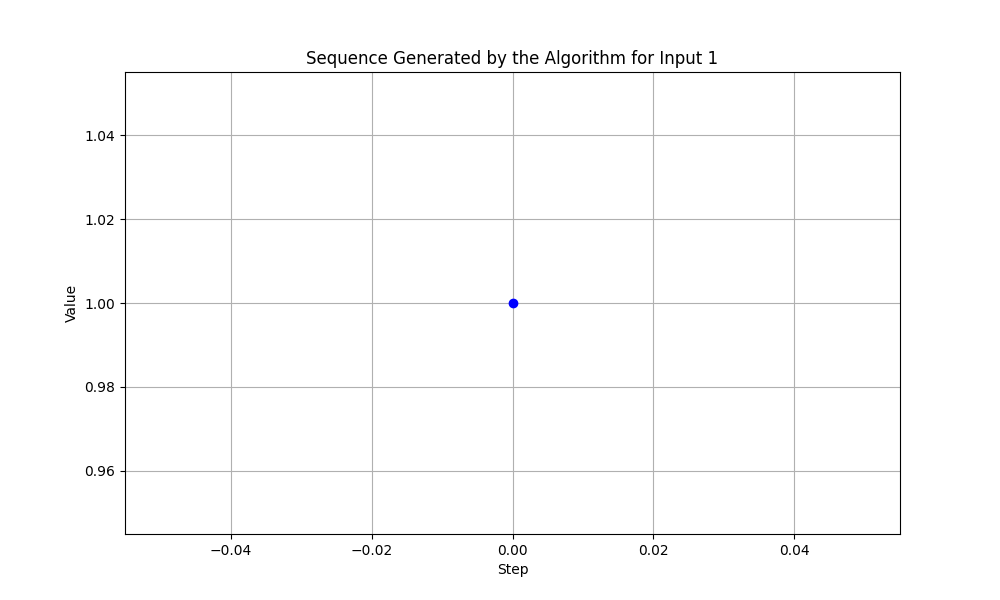 Sequence Generated by the Algorithm for Input 1
1.04
1.02
1.00
0.98
0.96
Value
−0.04 −0.02 0.00 0.02 0.04
Step